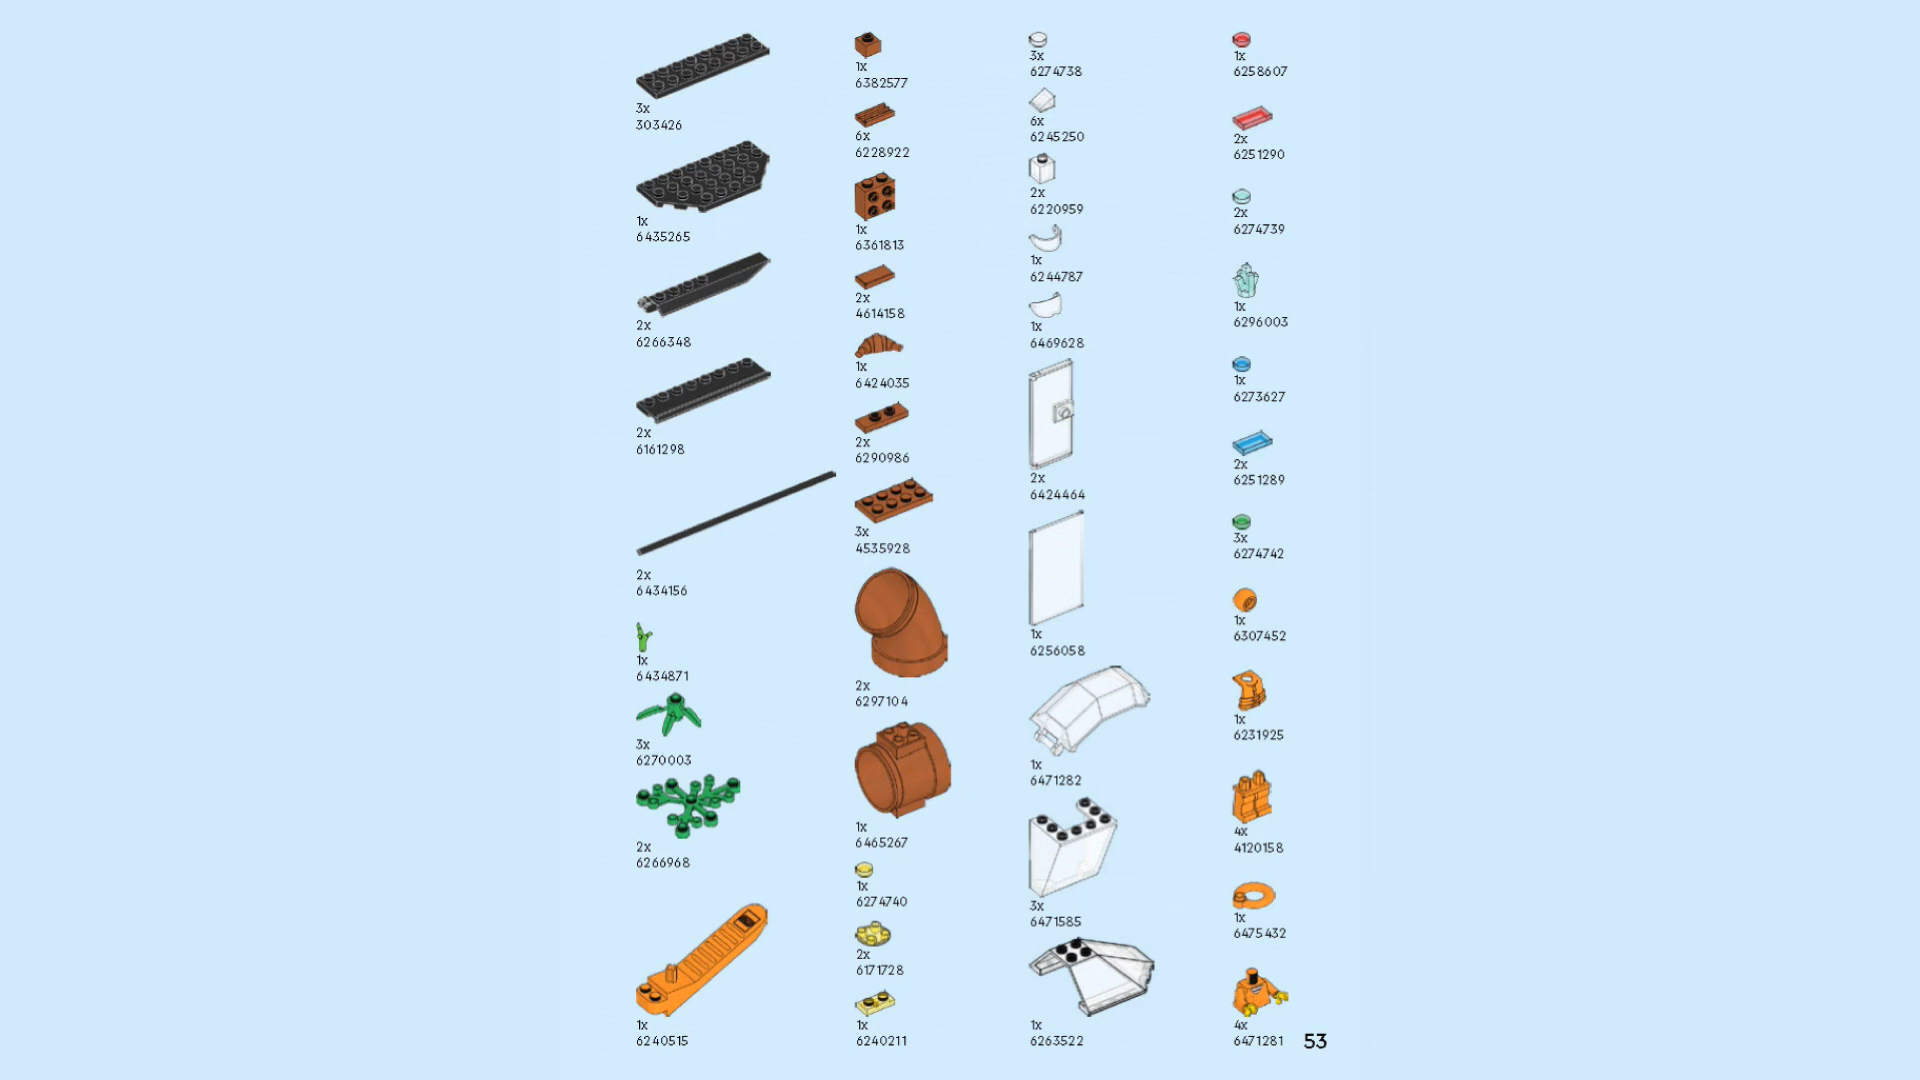 3x
303426
1x
6435265
2x
6266348
2x
6161298
2x
6434156
1x
6434871
3x
6270003
2x
6266968
1x
6240515
1x
6382577
6x
6228922
1x
6361813
2x
4614158
1x
6424035
2x
6290986
3x
4535928
2x
6297104
1x
6465267
1x
6274740
2x
6171728
1x
6240211
3x
6274738
6x
6245250
2x
6220959
1x
6244787
1x
6469628
2x
6424464
1x
6256058
1x
6471282
3x
6471585
1x
6263522
1x
6258607
2x
6251290
2x
6274739
1x
6296003
1x
6273627
2x
6251289
3x
6274742
1x
6307452
1x
6231925
4x
4120158
1x
6475432
4x
6471281
53